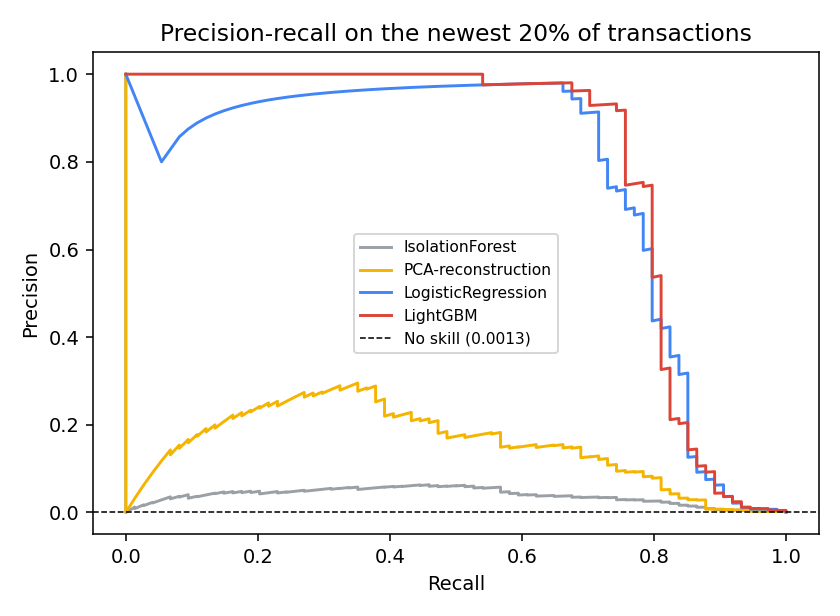 Precision-recall on the newest 20% of transactions
Precision
1.0
0.8
0.6
0.4
0.2
0.0
IsolationForest
PCA-reconstruction
LogisticRegression
LightGBM
No skill (0.0013)
0.0 0.2 0.4 0.6 0.8 1.0
Recall